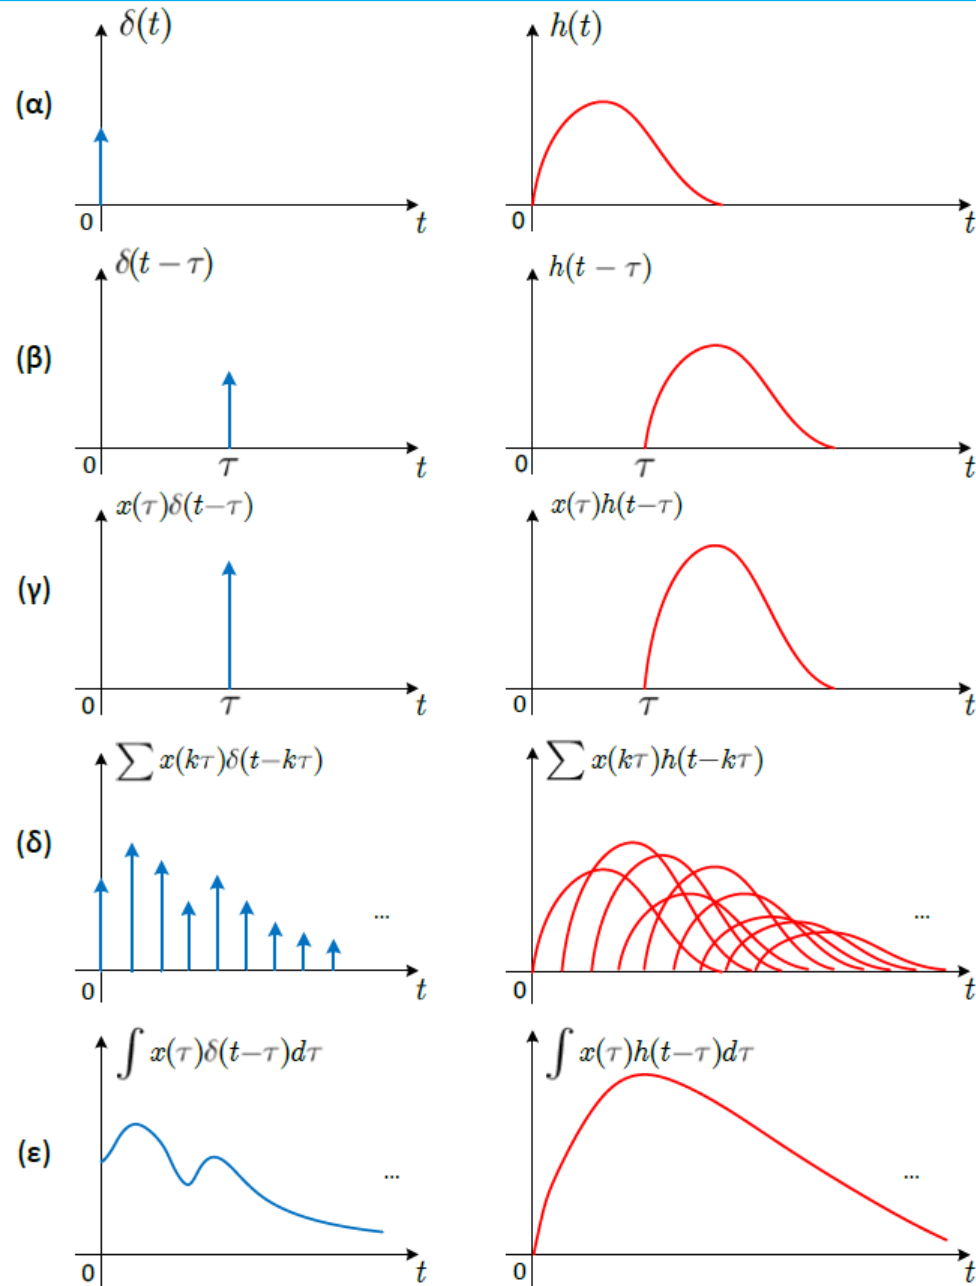 δ(t) h(t)
(α)
0 t 0 t
δ(t − τ) h(t − τ)
(β)
0 τ t 0 τ t
x(τ)δ(t−τ) x(τ)h(t−τ)
(γ)
0 τ t 0 τ t
∑ x(kτ)δ(t−kτ) ∑ x(kτ)h(t−kτ)
(δ)
... ...
0 t 0 t
∫ x(τ)δ(t−τ)dτ ∫ x(τ)h(t−τ)dτ
(ε)
... ...
0 t 0 t